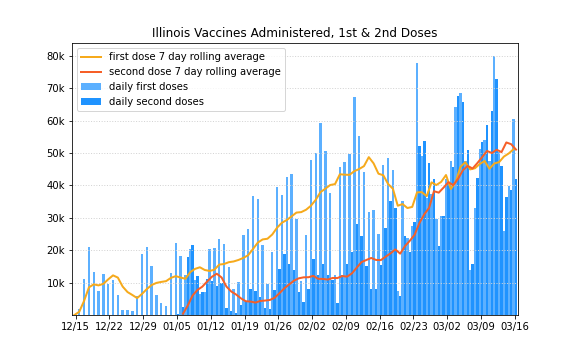 Illinois Vaccines Administered, 1st & 2nd Doses
80k
70k
60k
50k
40k
30k
20k
10k
first dose 7 day rolling average
second dose 7 day rolling average
daily first doses
daily second doses
12/15 12/22 12/29 01/05 01/12 01/19 01/26 02/02 02/09 02/16 02/23 03/02 03/09 03/16